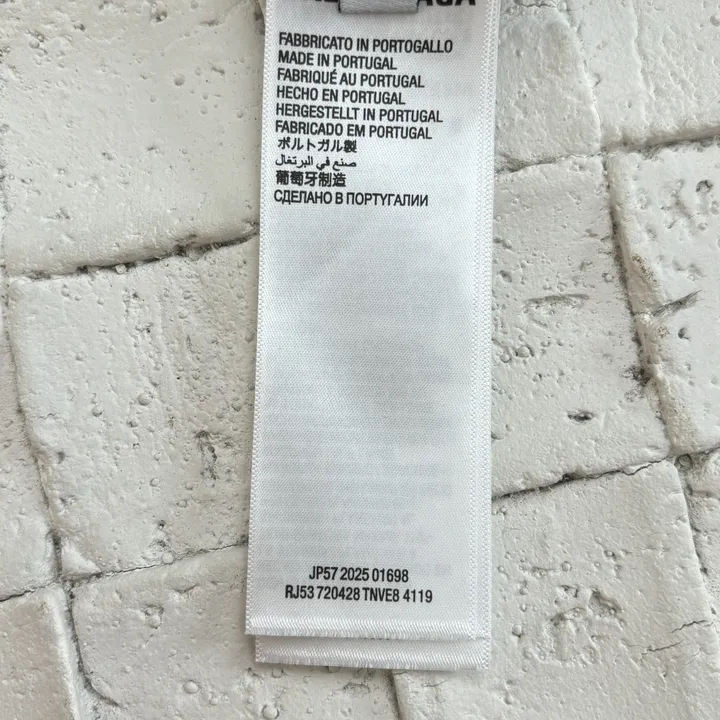 FABBRICATO IN PORTOGALLO
MADE IN PORTUGAL
FABRIQUÉ AU PORTUGAL
HECHO EN PORTUGAL
HERGESTELLT IN PORTUGAL
FABRICADO EM PORTUGAL
ポルトガル製
صنع في البرتغال
葡萄牙制造
СДЕЛАНО В ПОРТУГАЛИИ
JP57 2025 01698
RJ53 720428 TNVE8 4119